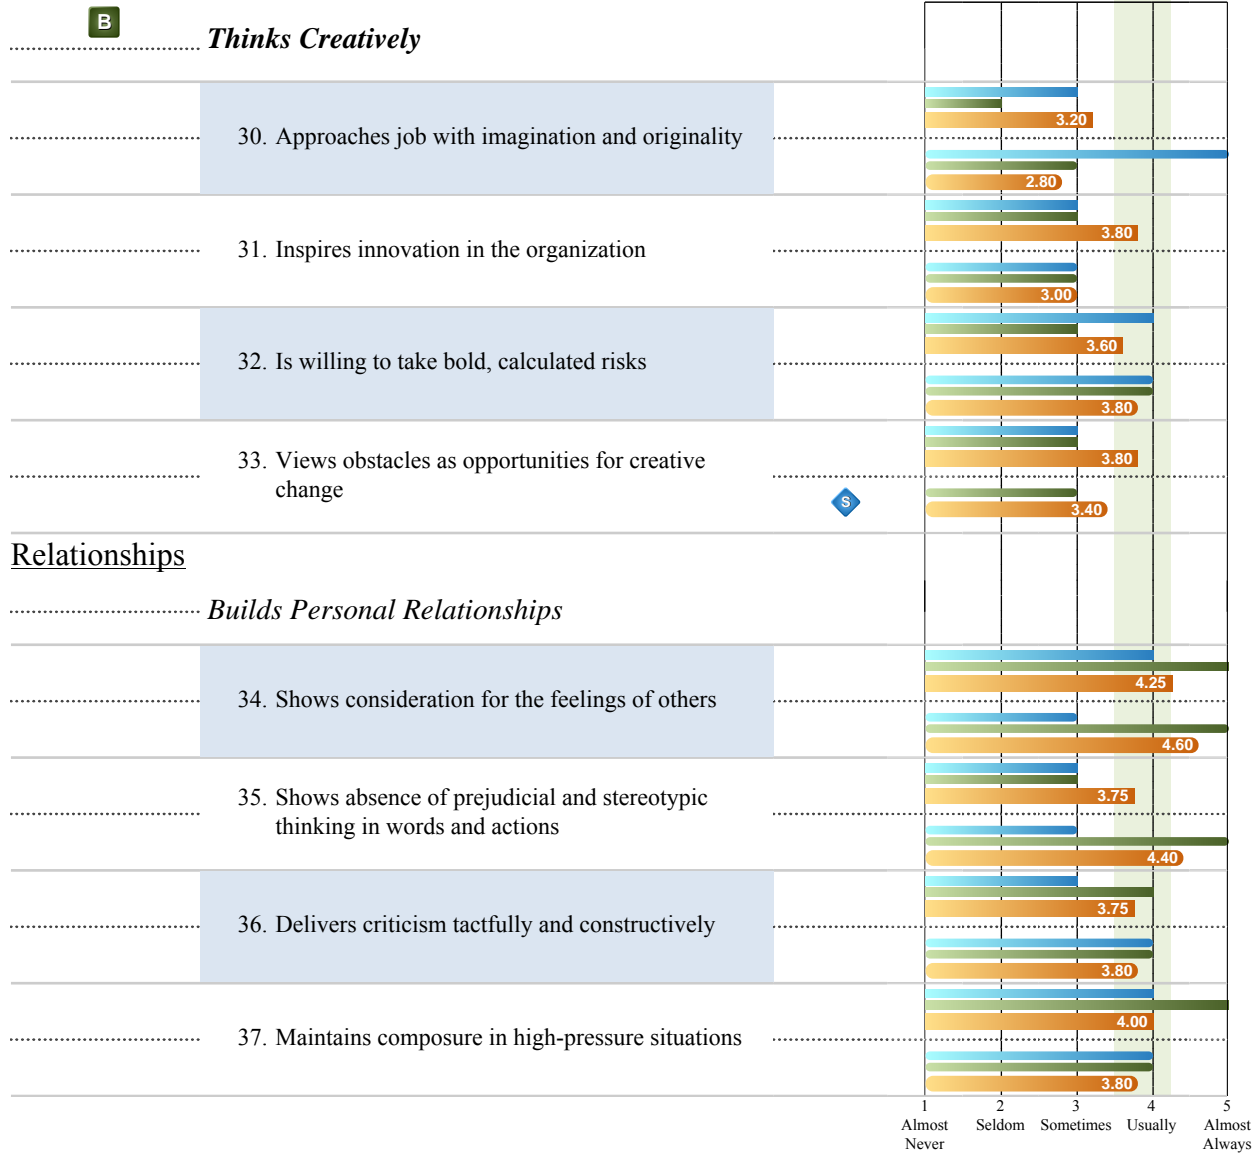 B
Thinks Creatively
30. Approaches job with imagination and originality
3.20
2.80
31. Inspires innovation in the organization
3.80
3.00
32. Is willing to take bold, calculated risks
3.60
3.80
33. Views obstacles as opportunities for creative
change
S
3.80
3.40
Relationships
Builds Personal Relationships
34. Shows consideration for the feelings of others
4.25
4.60
35. Shows absence of prejudicial and stereotypic
thinking in words and actions
3.75
4.40
36. Delivers criticism tactfully and constructively
3.75
3.80
37. Maintains composure in high-pressure situations
4.00
3.80
1 2 3 4 5
Almost Seldom Sometimes Usually Almost
Never Always